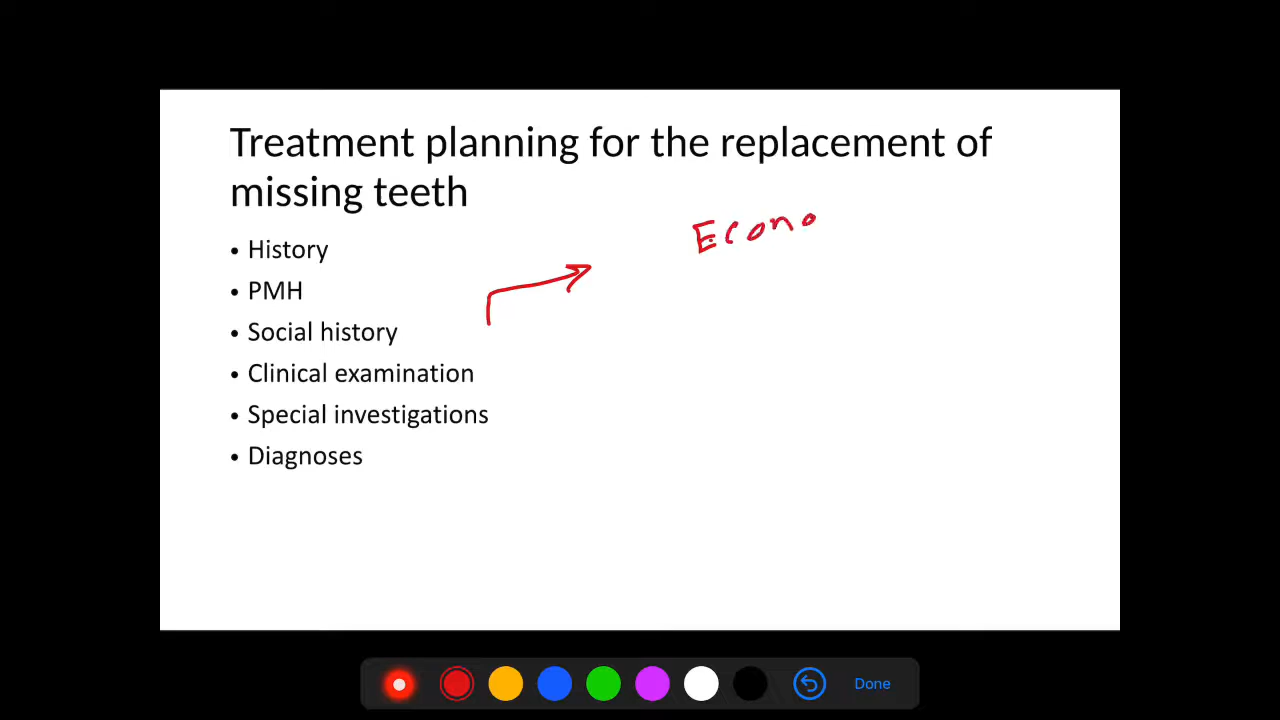 Treatment planning for the replacement of
missing teeth
• History
Econo
• PMH
• Social history
• Clinical examination
• Special investigations
• Diagnoses
Done